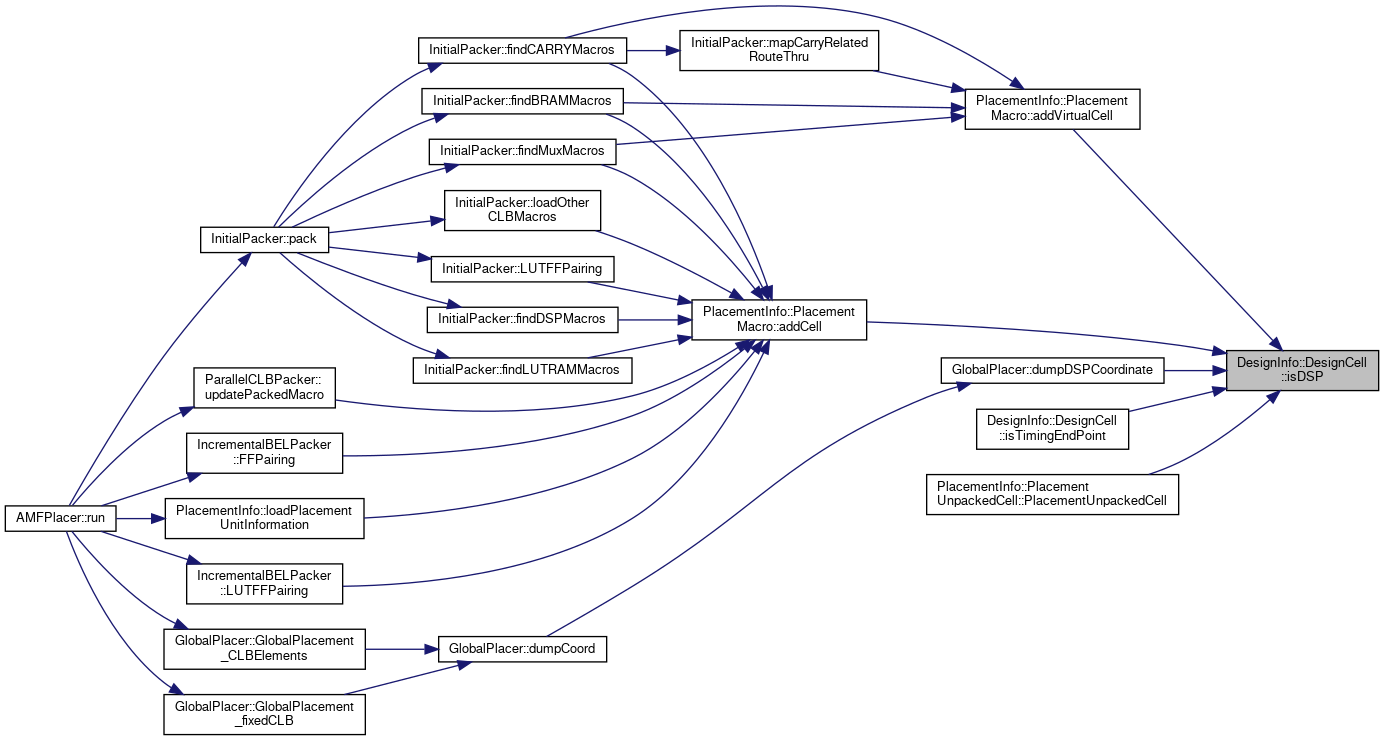 InitialPacker::findCARRYMacros
InitialPacker::mapCarryRelated
RouteThru
InitialPacker::findBRAMMacros
PlacementInfo::Placement
Macro::addVirtualCell
InitialPacker::findMuxMacros
InitialPacker::loadOther
CLBMacros
InitialPacker::pack
InitialPacker::LUTFFPairing
InitialPacker::findDSPMacros
PlacementInfo::Placement
Macro::addCell
InitialPacker::findLUTRAMMacros
GlobalPlacer::dumpDSPCoordinate
DesignInfo::DesignCell
::isDSP
ParallelCLBPacker::
updatePackedMacro
DesignInfo::DesignCell
::isTimingEndPoint
IncrementalBELPacker
::FFPairing
PlacementInfo::Placement
UnpackedCell::PlacementUnpackedCell
AMFPlacer::run
PlacementInfo::loadPlacement
UnitInformation
IncrementalBELPacker
::LUTFFPairing
GlobalPlacer::GlobalPlacement
_CLBElements
GlobalPlacer::dumpCoord
GlobalPlacer::GlobalPlacement
_fixedCLB